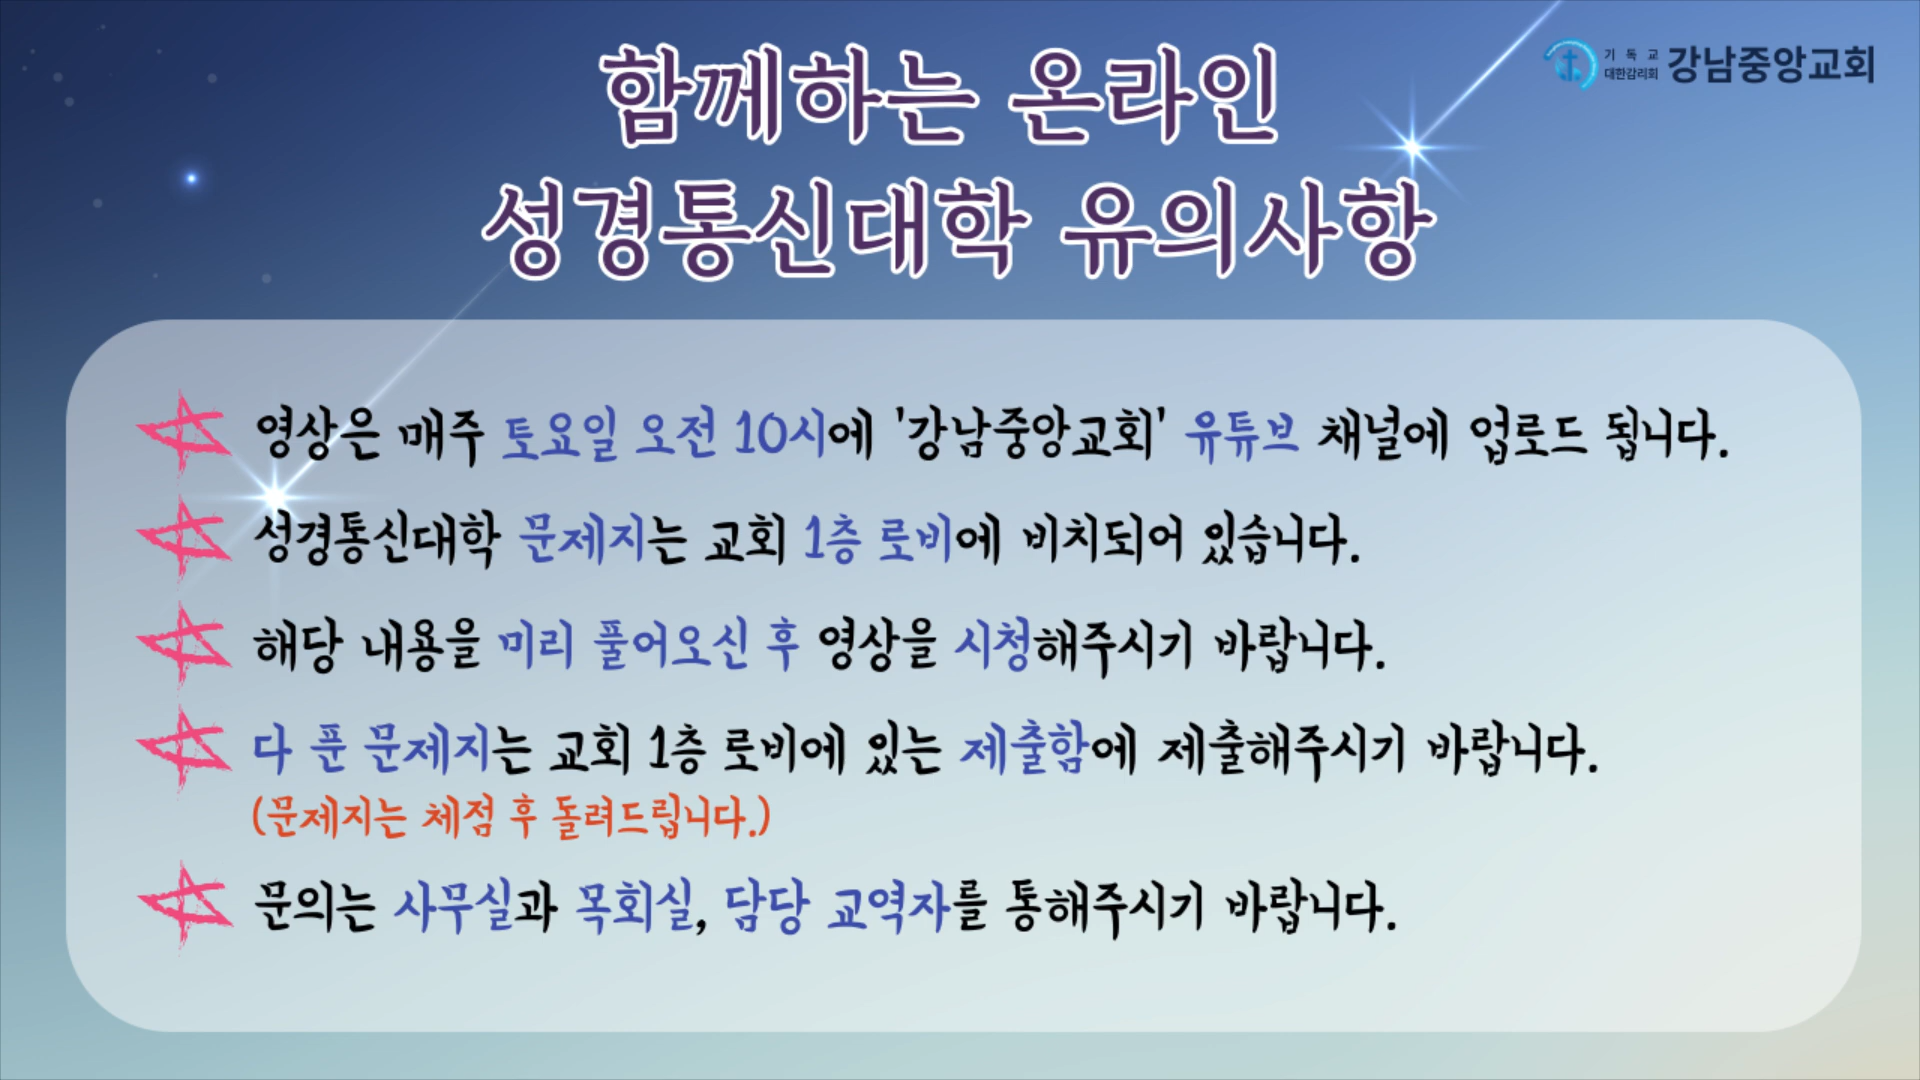 함께하는 온라인
성경통신대학 유의사항
기독교
대한감리회
강남중앙교회
영상은 매주 토요일 오전 10시에 '강남중앙교회' 유튜브 채널에 업로드 됩니다.
성경통신대학 문제지는 교회 1층 로비에 비치되어 있습니다.
해당 내용을 미리 풀어오신 후 영상을 시청해주시기 바랍니다.
다 푼 문제지는 교회 1층 로비에 있는 제출함에 제출해주시기 바랍니다.
(문제지는 체점 후 돌려드립니다.)
문의는 사무실과 목회실, 담당 교역자를 통해주시기 바랍니다.